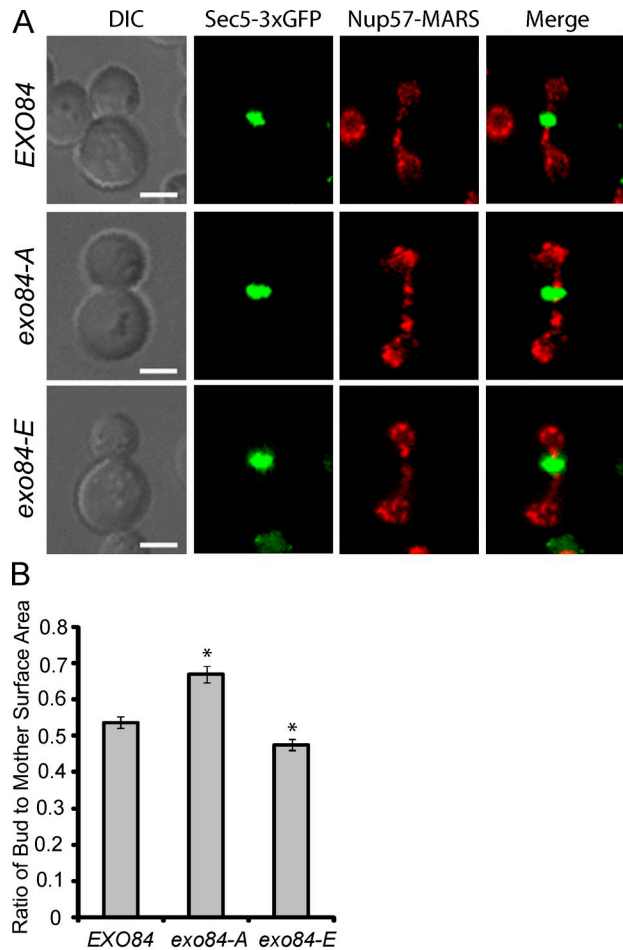 A
DIC Sec5-3xGFP Nup57-MARS Merge
EXO84
exo84-A
exo84-E
B
Ratio of Bud to Mother Surface Area
0.8
0.7
0.6
0.5
0.4
0.3
0.2
0.1
0
* *
EXO84 exo84-A exo84-E